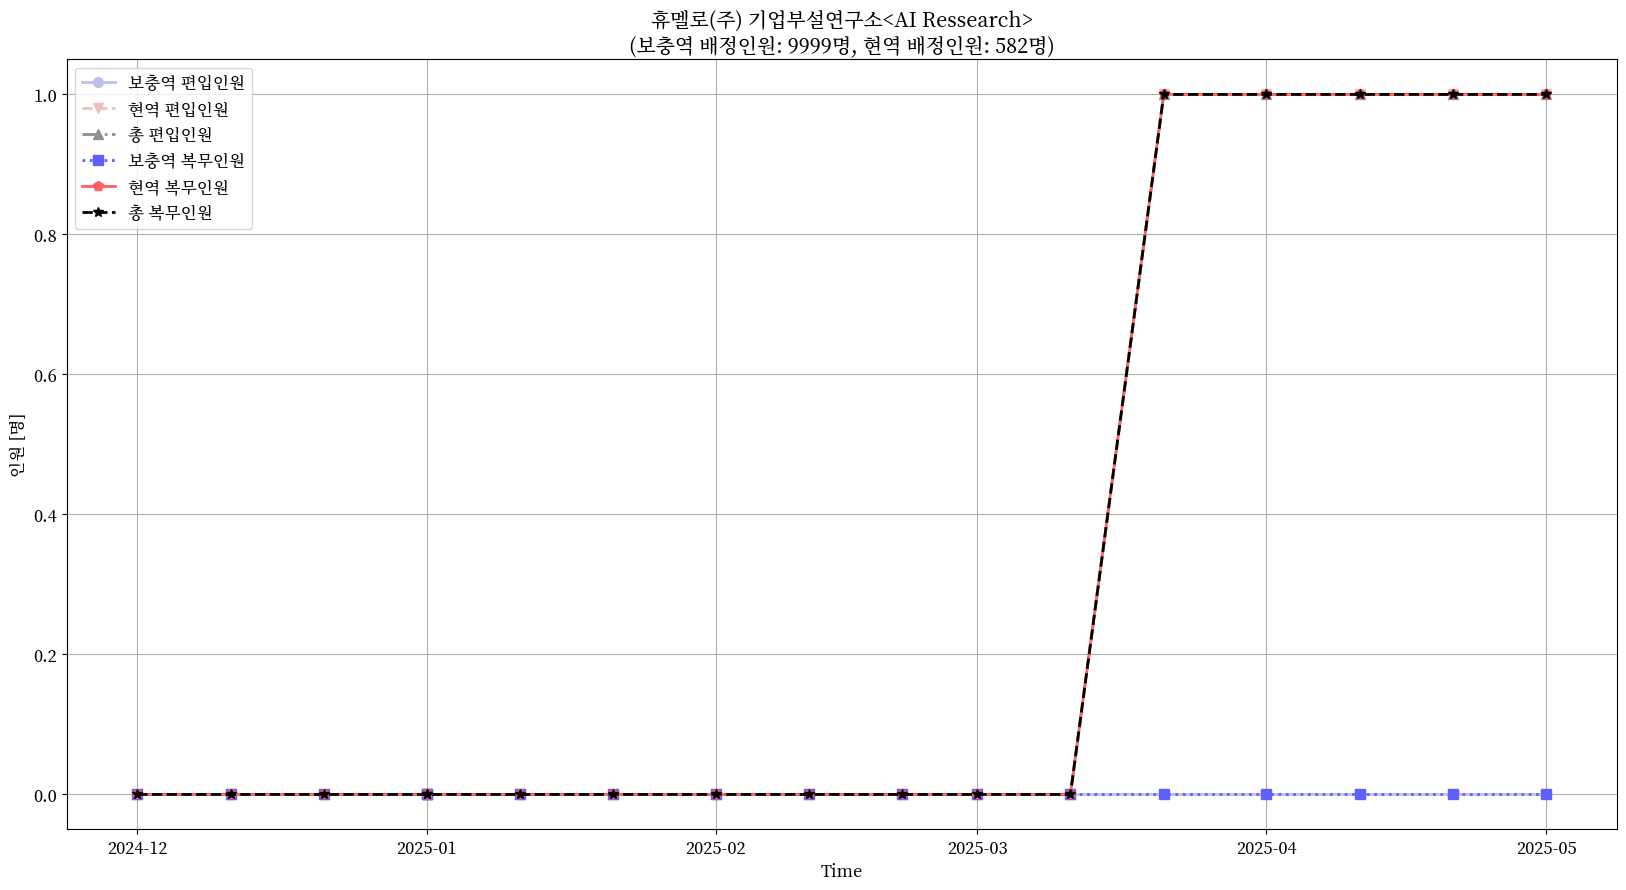 휴멜로(주) 기업부설연구소<AI Ressearch>
(보충역 배정인원: 9999명, 현역 배정인원: 582명)
보충역 편입인원
현역 편입인원
총 편입인원
보충역 복무인원
현역 복무인원
총 복무인원
인원 [명]
1.0
0.8
0.6
0.4
0.2
0.0
2024-12 2025-01 2025-02 2025-03 2025-04 2025-05
Time